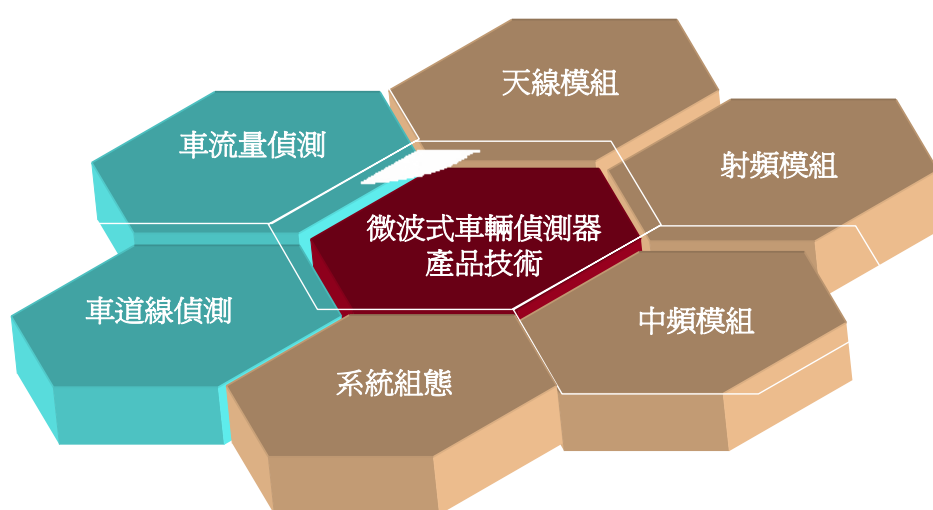 天線模組
車流量偵測
射頻模組
微波式車輛偵測器
產品技術
車道線偵測
中頻模組
系統組態